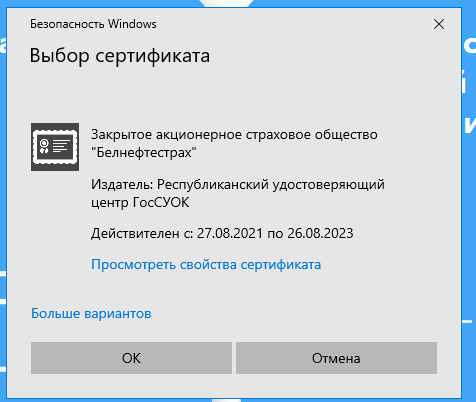 Безопасность Windows
Выбор сертификата
Закрытое акционерное страховое общество
"Белнефтестрах"
Издатель: Республиканский удостоверяющий
центр ГосСУОК
Действителен с: 27.08.2021 по 26.08.2023
Просмотреть свойства сертификата
Больше вариантов
ОК
Отмена